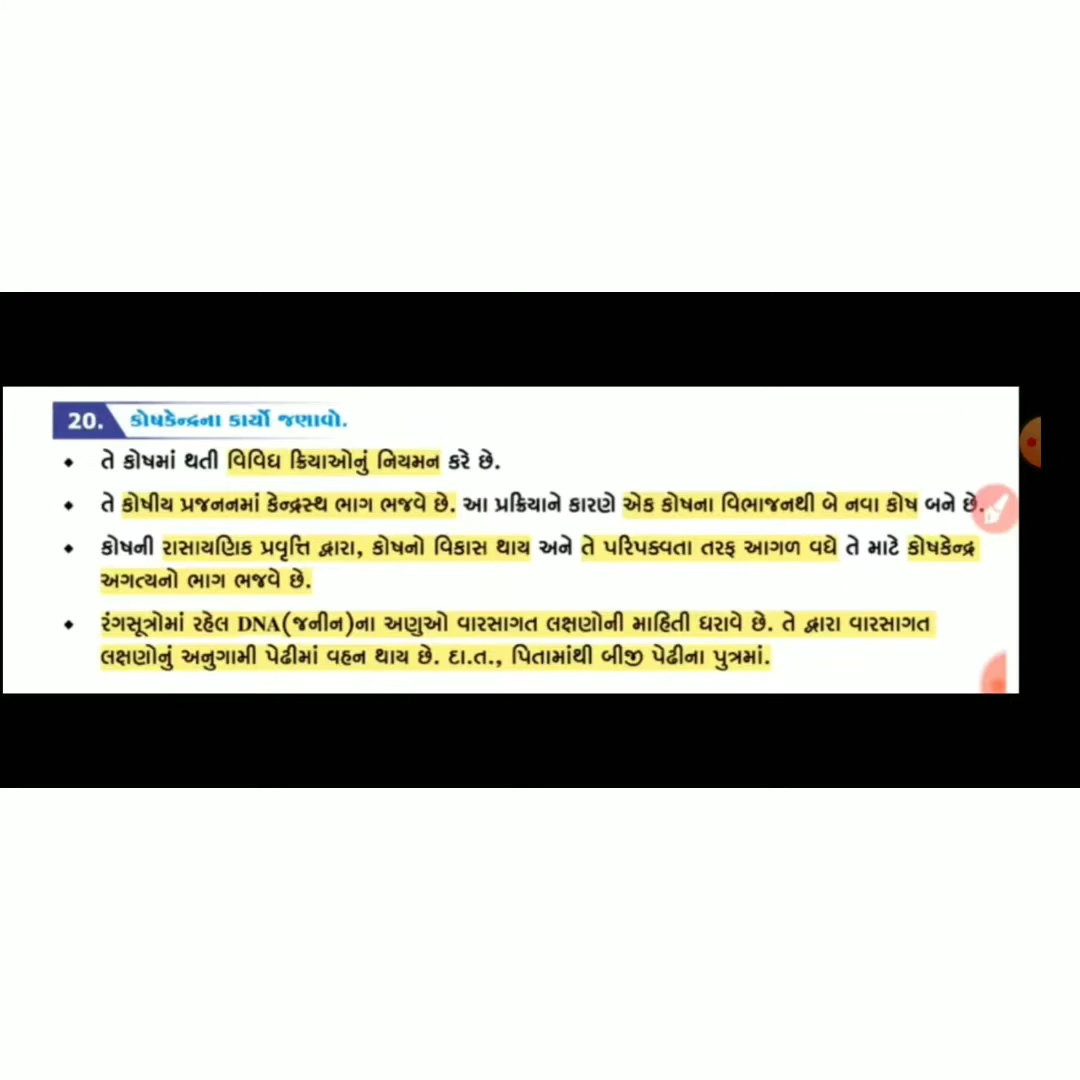 20. કોષકેન્દ્રના કાર્યો જણાવો.
♦ તે કોષમાં થતી વિવિધ ક્રિયાઓનું નિયમન કરે છે.
♦ તે કોષીય પ્રજનનમાં કેન્દ્રસ્થ ભાગ ભજવે છે. આ પ્રક્રિયાને કારણે એક કોષના વિભાજનથી બે નવા કોષ બને છે.
♦ કોષની રાસાયણિક પ્રવૃત્તિ દ્વારા, કોષનો વિકાસ થાય અને તે પરિપક્વતા તરફ આગળ વધે તે માટે કોષકેન્દ્ર
અગત્યનો ભાગ ભજવે છે.
♦ રંગસૂત્રોમાં રહેલ DNA(જનીન)ના અણુઓ વારસાગત લક્ષણોની માહિતી ધરાવે છે. તે દ્વારા વારસાગત
લક્ષણોનું અનુગામી પેઢીમાં વહન થાય છે. દા.ત., પિતામાંથી બીજી પેઢીના પુત્રમાં.